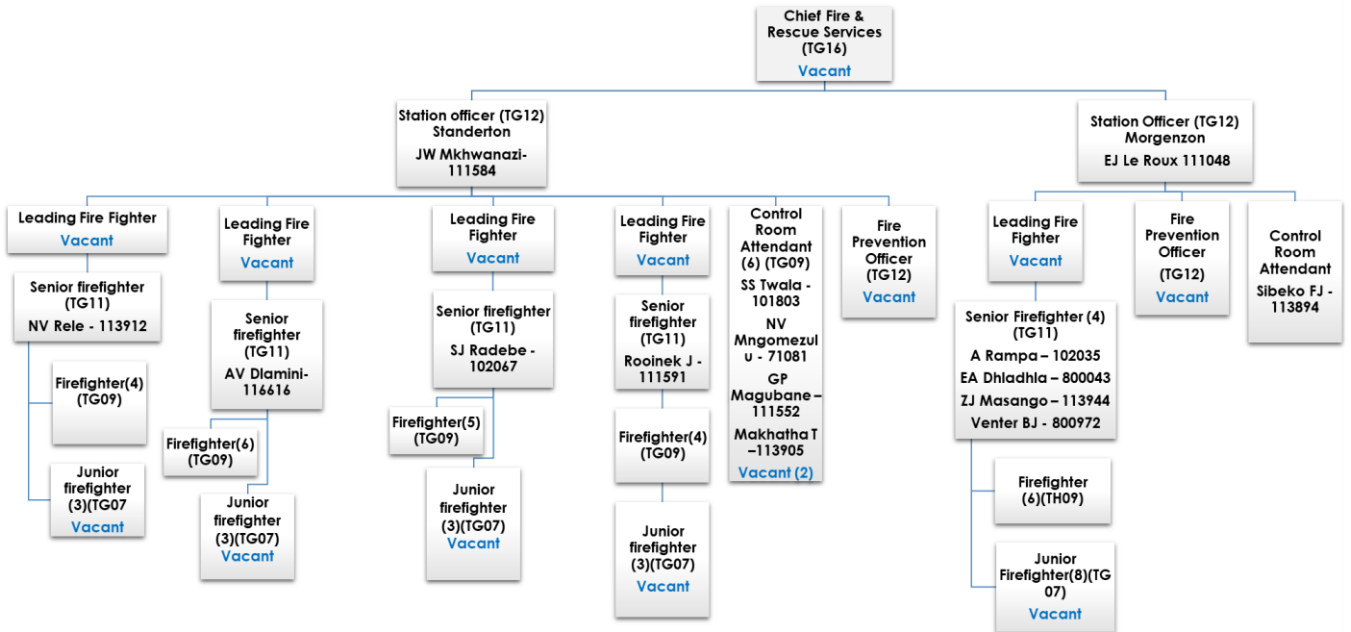 Chief Fire &
Rescue Services
(TG16)
Vacant
Station officer (TG12)
Standerton
JW Mkhwanazi-
111584
Station Officer (TG12)
Morgenzon
EJ Le Roux 111048
Leading Fire Fighter
Vacant
Senior firefighter
(TG11)
NV Rele - 113912
Firefighter(4)
(TG09)
Junior
firefighter
(3)(TG07
Vacant
Leading Fire
Fighter
Vacant
Senior
firefighter
(TG11)
AV Dlamini-
116616
Firefighter(6)
(TG09)
Junior
firefighter
(3)(TG07)
Vacant
Leading Fire
Fighter
Vacant
Senior firefighter
(TG11)
SJ Radebe -
102067
Firefighter(5)
(TG09)
Junior
firefighter
(3)(TG07)
Vacant
Leading Fire
Fighter
Vacant
Senior
firefighter
(TG11)
Rooinek J -
111591
Firefighter(4)
(TG09)
Junior
firefighter
(3)(TG07)
Vacant
Control
Room
Attendant
(6) (TG09)
SS Twala -
101803
NV
Mngomezul
u - 71081
GP
Magubane –
111552
Makhatha T
–113905
Vacant (2)
Fire
Prevention
Officer
(TG12)
Vacant
Leading Fire
Fighter
Vacant
Senior Firefighter (4)
(TG11)
A Rampa – 102035
EA Dhladhla – 800043
ZJ Masango – 113944
Venter BJ - 800972
Firefighter
(6)(TH09)
Junior
Firefighter(8)(TG
07)
Vacant
Fire
Prevention
Officer
(TG12)
Vacant
Control
Room
Attendant
Sibeko FJ -
113894